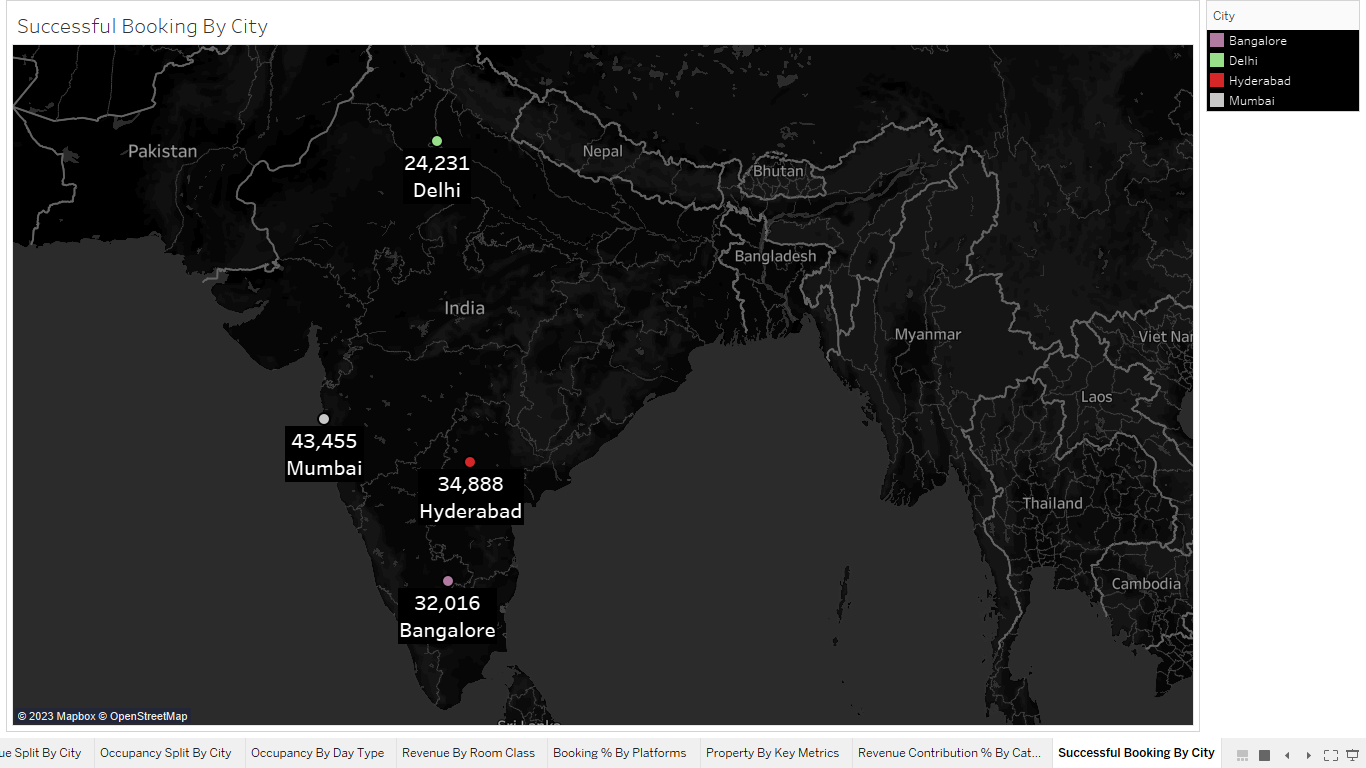 Successful Booking By City
City
Bangalore
Delhi
Hyderabad
Mumbai
Pakistan
Nepal
Bhutan
24,231
Delhi
Bangladesh
India
Myanmar
Viet Nar
Laos
43,455
Mumbai
34,888
Hyderabad
Thailand
Cambodia
32,016
Bangalore
Sri Lanka
© 2023 Mapbox © OpenStreetMap
ue Split By City
Occupancy Split By City
Occupancy By Day Type
Revenue By Room Class
Booking % By Platforms
Property By Key Metrics
Revenue Contribution % By Cat...
Successful Booking By City